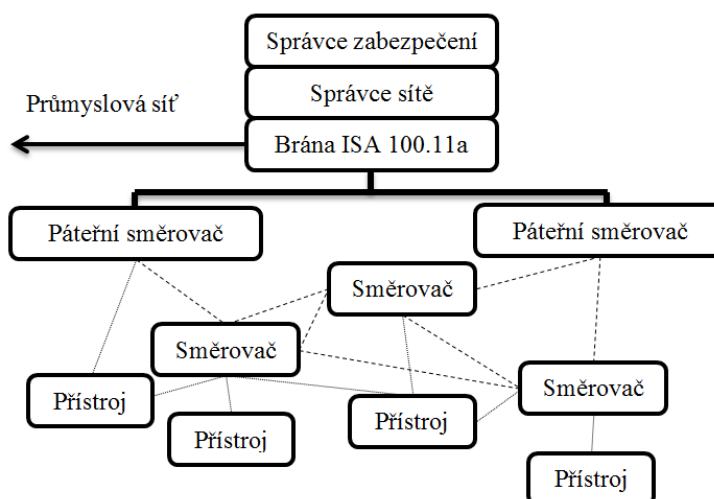 Správce zabezpečení
Správce sítě
Průmyslová síť
Brána ISA 100.11a
Páteřní směrovač
Páteřní směrovač
Směrovač
Směrovač
Směrovač
Přístroj
Přístroj
Přístroj
Přístroj